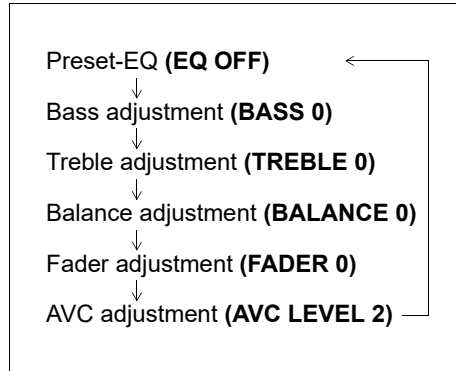 Preset-EQ (EQ OFF)
Bass adjustment (BASS 0)
Treble adjustment (TREBLE 0)
Balance adjustment (BALANCE 0)
Fader adjustment (FADER 0)
AVC adjustment (AVC LEVEL 2)